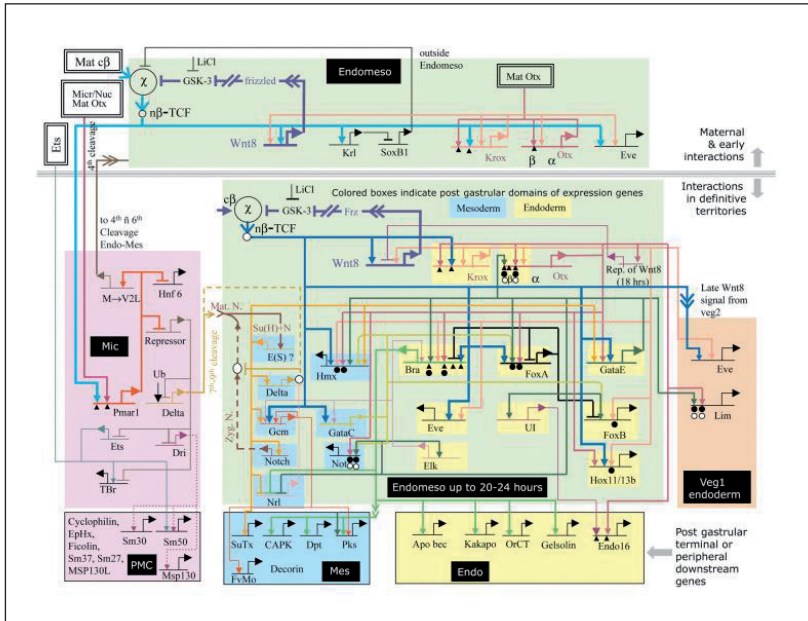 Mat cβ
LiCl
GSK-3
frizzled
χ
nβ-TCF
outside
Endomeso
Endomeso
Mat Otx
Micr/Nuc
Mat Otx
Ets
4th cleavage
Wnt8
Krl
SoxB1
Krox
β
α
Otx
Eve
Maternal
& early
interactions
Interactions
in definitive
territories
Colored boxes indicate post gastrular domains of expression genes
Mesoderm
Endoderm
cβ
LiCl
χ
GSK-3
Frz
nβ-TCF
to 4th ñ 6th
Cleavage
Endo-Mes
Wnt8
Krox
α
Otx
Rep. of Wnt8
(18 hrs)
Late Wnt8
signal from
veg2
M→V2L
Hnf 6
Mic
Repressor
Ub
Pmar1
Delta
Ets
Dri
TBr
7th-9th cleavage
Mat. N.
Zyg. N.
Su(H)+N
E(S) ?
Hmx
Bra
FoxA
GataE
Eve
Delta
Lim
Gcm
GataC
Eve
UI
FoxB
Notch
Not
Elk
Hox11/13b
Nrl
Endomeso up to 20-24 hours
Veg1
endoderm
Cyclophilin,
EpHx,
Ficolin,
Sm37, Sm27,
MSP130L
PMC
Sm30
Sm50
Msp130
SuTx
CAPK
Dpt
Pks
FvMo
Decorin
Mes
Apo bec
Kakapo
OrCT
Gelsolin
Endo16
Endo
Post gastrular
terminal or
peripheral
downstream
genes